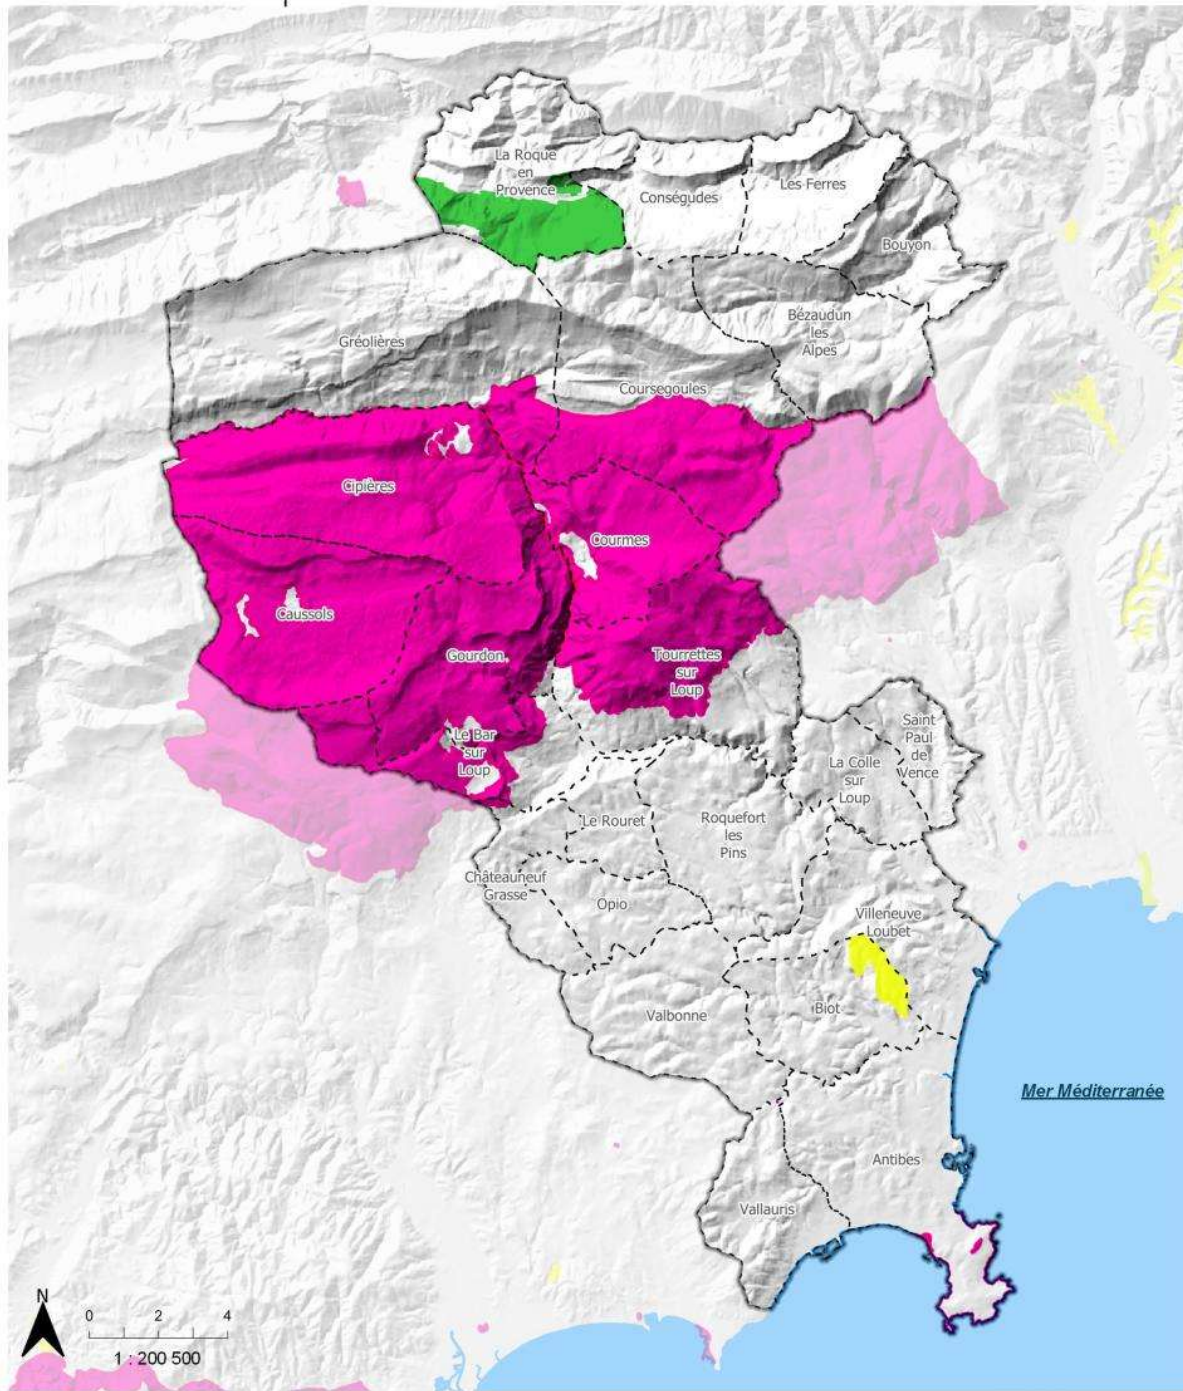 La Roque
en
Provence
Conségudes
Les Ferres
Bouyon
Bézaudun
les
Alpes
Gréolières
Coursegoules
Cipières
Courmes
Caussols
Gourdon
Tourrettes
sur
Loup
Le Bar
sur
Loup
Saint
Paul
de
Vence
La Colle
sur
Loup
Le Rouret
Roquefort
les
Pins
Châteauneuf
Grasse
Opio
Villeneuve
Loubet
Biot
Valbonne
Mer Méditerranée
Antibes
Vallauris
N
0 2 4
1 : 200 500